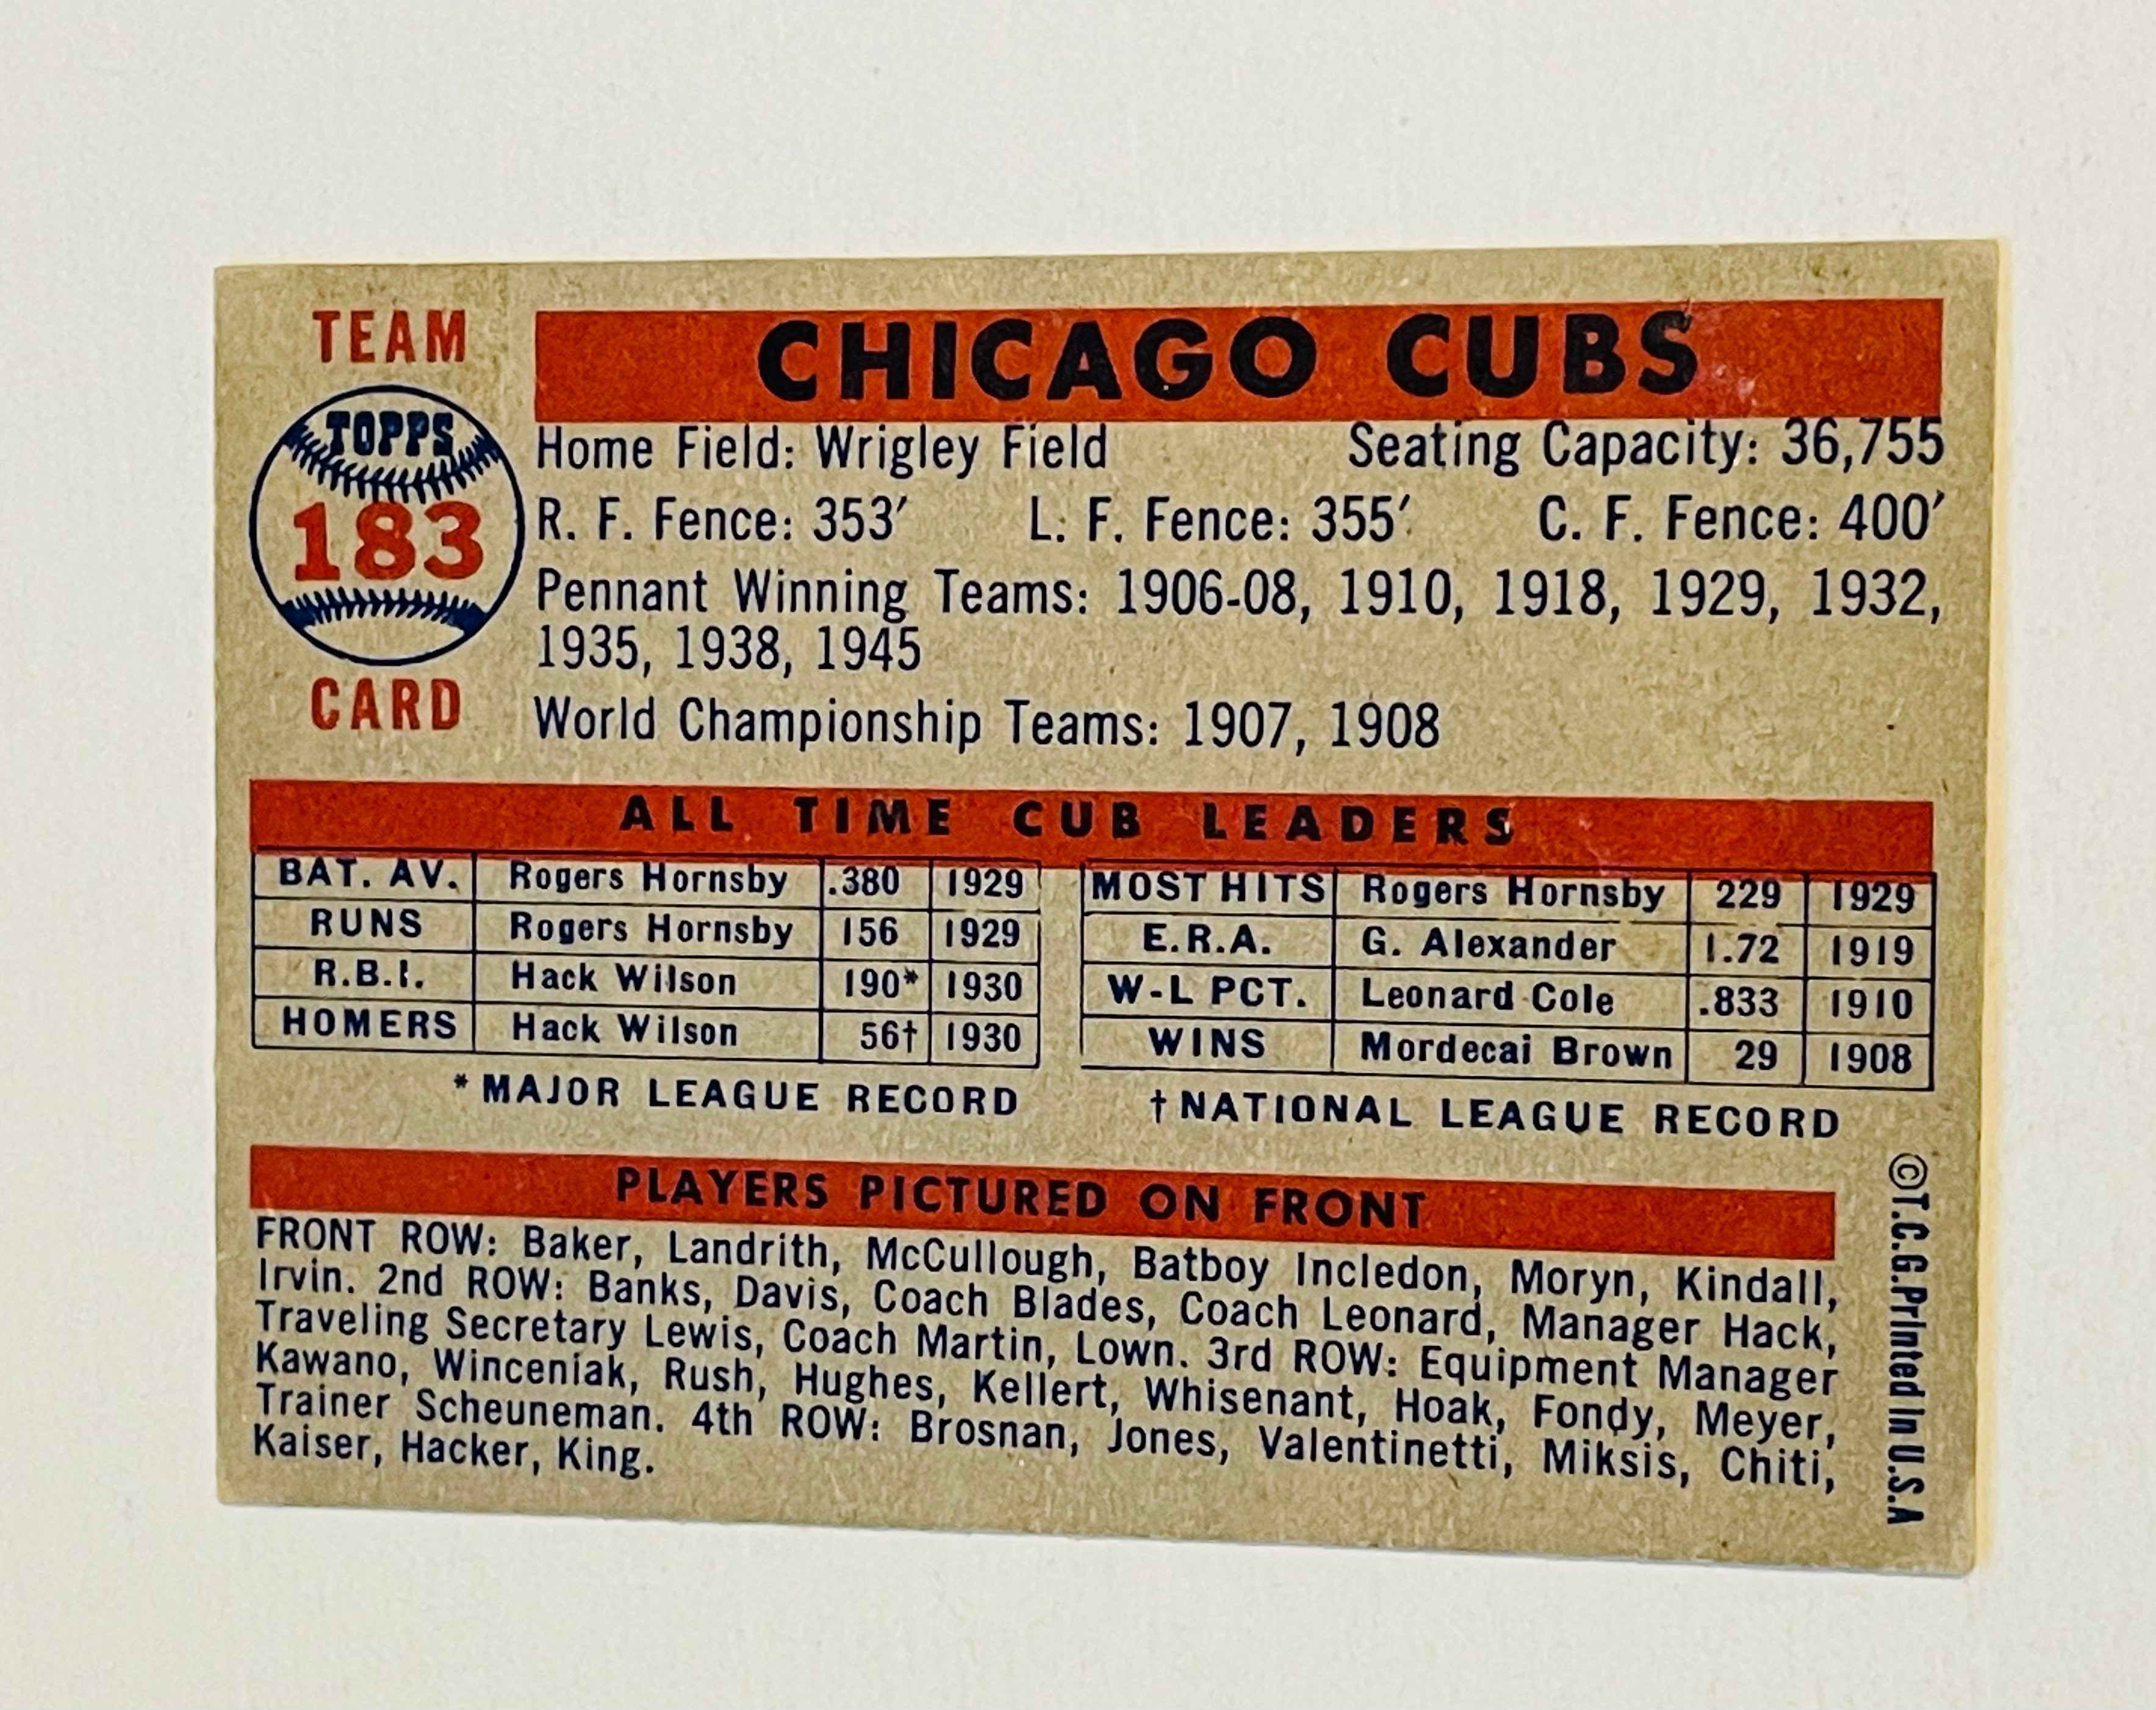 TEAM
TOPPS
183
CARD
CHICAGO CUBS
Home Field: Wrigley Field Seating Capacity: 36,755
R. F. Fence: 353′ L. F. Fence: 355′ C. F. Fence: 400′
Pennant Winning Teams: 1906-08, 1910, 1918, 1929, 1932,
1935, 1938, 1945
World Championship Teams: 1907, 1908
ALL TIME CUB LEADERS
BAT. AV. Rogers Hornsby .380 1929
RUNS Rogers Hornsby 156 1929
R.B.I. Hack Wilson 190* 1930
HOMERS Hack Wilson 56† 1930
*MAJOR LEAGUE RECORD
MOST HITS Rogers Hornsby 229 1929
E.R.A. G. Alexander 1.72 1919
W-L PCT. Leonard Cole .833 1910
WINS Mordecai Brown 29 1908
†NATIONAL LEAGUE RECORD
PLAYERS PICTURED ON FRONT
FRONT ROW: Baker, Landrith, McCullough, Batboy Incledon, Moryn, Kindall,
Irvin. 2nd ROW: Banks, Davis, Coach Blades, Coach Leonard, Manager Hack,
Traveling Secretary Lewis, Coach Martin, Lown. 3rd ROW: Equipment Manager
Kawano, Winceniak, Rush, Hughes, Kellert, Whisenant, Hoak, Fondy, Meyer,
Trainer Scheuneman. 4th ROW: Brosnan, Jones, Valentinetti, Miksis, Chiti,
Kaiser, Hacker, King.
©T.C.G. Printed In U.S.A